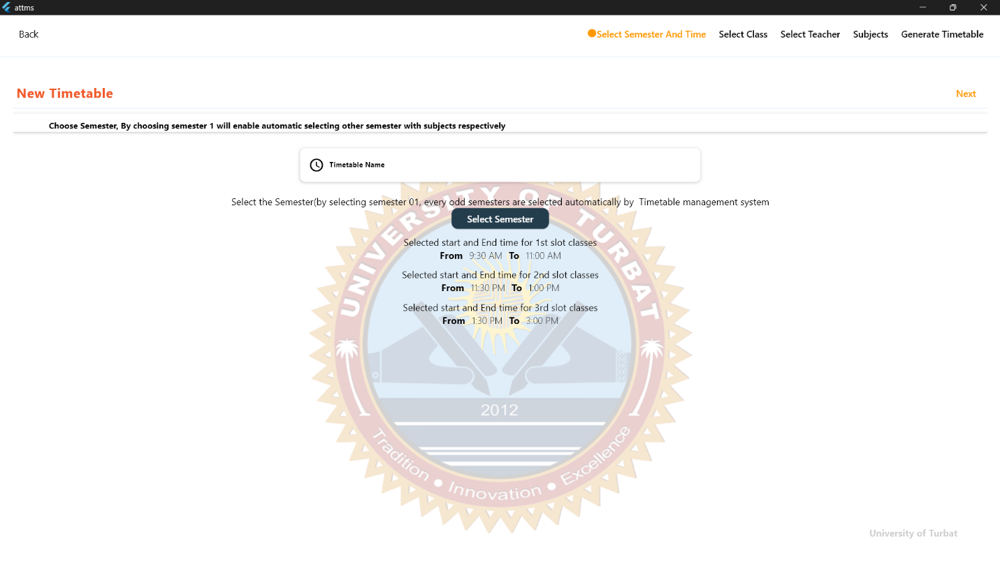 attms
Back
Select Semester And Time Select Class Select Teacher Subjects Generate Timetable
New Timetable
Next
Choose Semester, By choosing semester 1 will enable automatic selecting other semester with subjects respectively
Timetable Name
Select the Semester(by selecting semester 01, every odd semesters are selected automatically by  Timetable management system
Select Semester
Selected start and End time for 1st slot classes
From 9:30 AM To 11:00 AM
Selected start and End time for 2nd slot classes
From 11:30 PM To 1:00 PM
Selected start and End time for 3rd slot classes
From 1:30 PM To 3:00 PM
UNIVERSITY OF TURBAT
2012
Tradition • Innovation • Excellence
University of Turbat